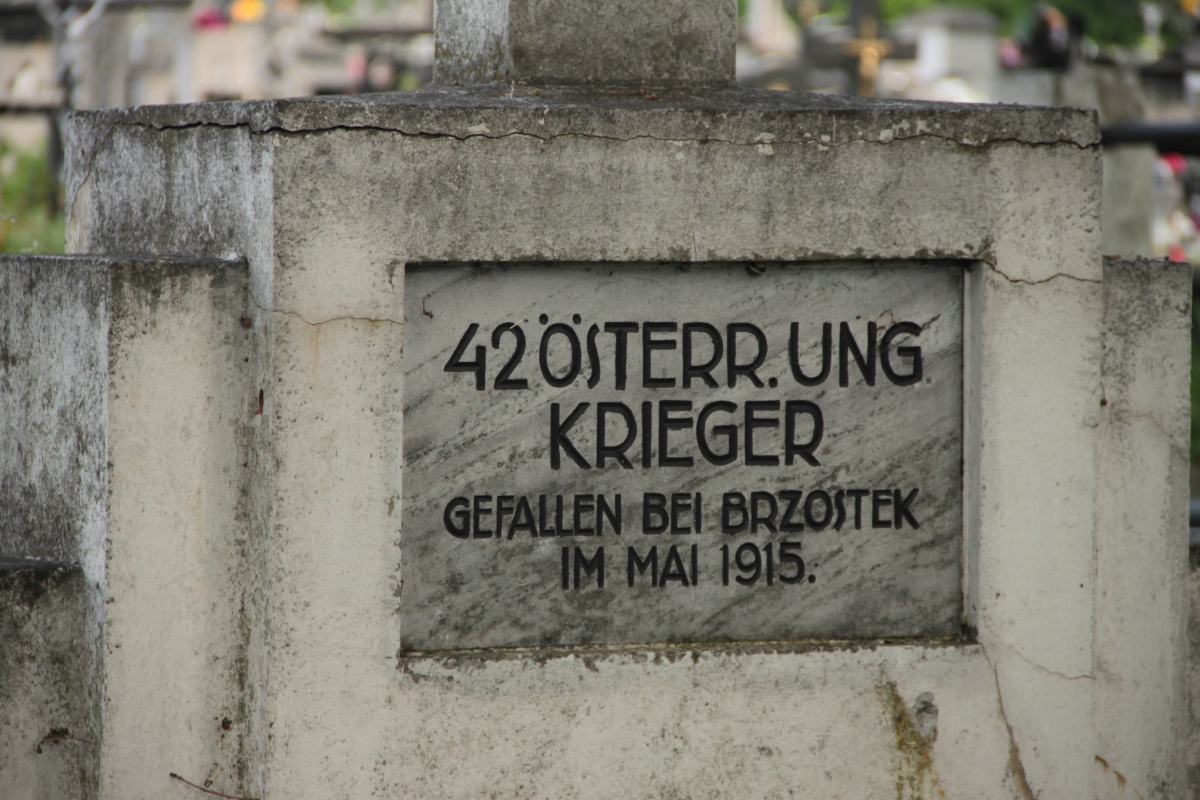 42 ÖSTERR. UNG.
KRIEGER
GEFALLEN BEI BRZOSTEK
IM MAI 1915.